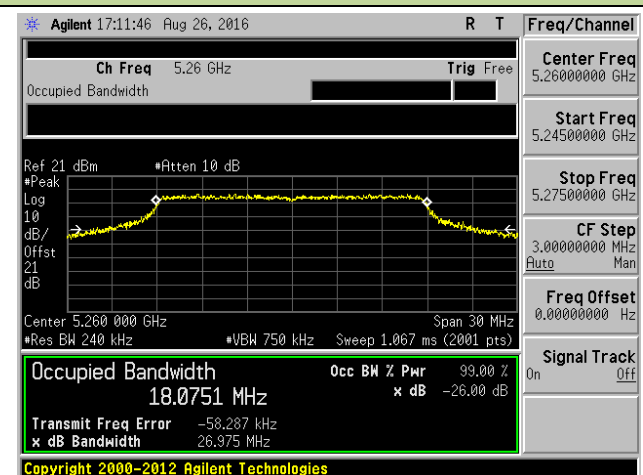 Agilent 17:11:46 Aug 26, 2016 R T
Freq/Channel
Ch Freq 5.26 GHz Trig Free
Occupied Bandwidth
Center Freq
5.26000000 GHz
Start Freq
5.24500000 GHz
Stop Freq
5.27500000 GHz
CF Step
3.00000000 MHz
Auto Man
Freq Offset
0.00000000 Hz
Signal Track
On Off
Ref 21 dBm #Atten 10 dB
#Peak
Log
10
dB/
Offst
21
dB
Center 5.260 000 GHz Span 30 MHz
#Res BW 240 kHz #VBW 750 kHz Sweep 1.067 ms (2001 pts)
Occupied Bandwidth Occ BW % Pwr 99.00 %
18.0751 MHz x dB -26.00 dB
Transmit Freq Error -58.287 kHz
x dB Bandwidth 26.975 MHz
Copyright 2000-2012 Agilent Technologies